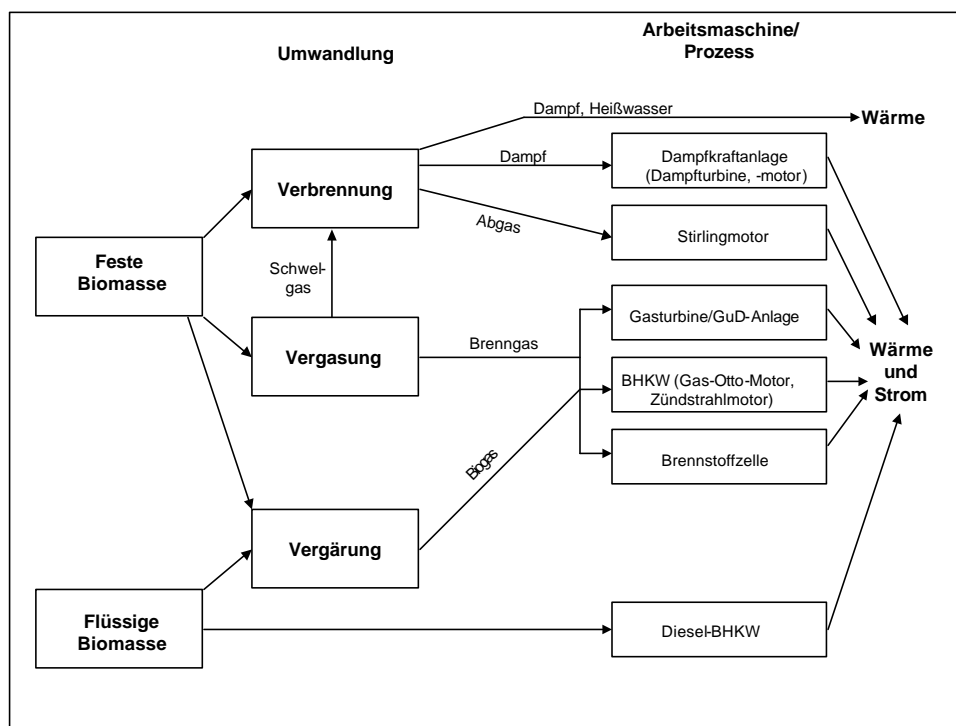 Umwandlung
Arbeitsmaschine/
Prozess
Dampf, Heißwasser
Wärme
Verbrennung
Dampf
Dampfkraftanlage
(Dampfturbine, -motor)
Abgas
Stirlingmotor
Feste
Biomasse
Schwel-
gas
Vergasung
Brenngas
Gasturbine/GuD-Anlage
BHKW (Gas-Otto-Motor,
Zündstrahlmotor)
Wärme
und
Strom
Biogas
Brennstoffzelle
Vergärung
Flüssige
Biomasse
Diesel-BHKW